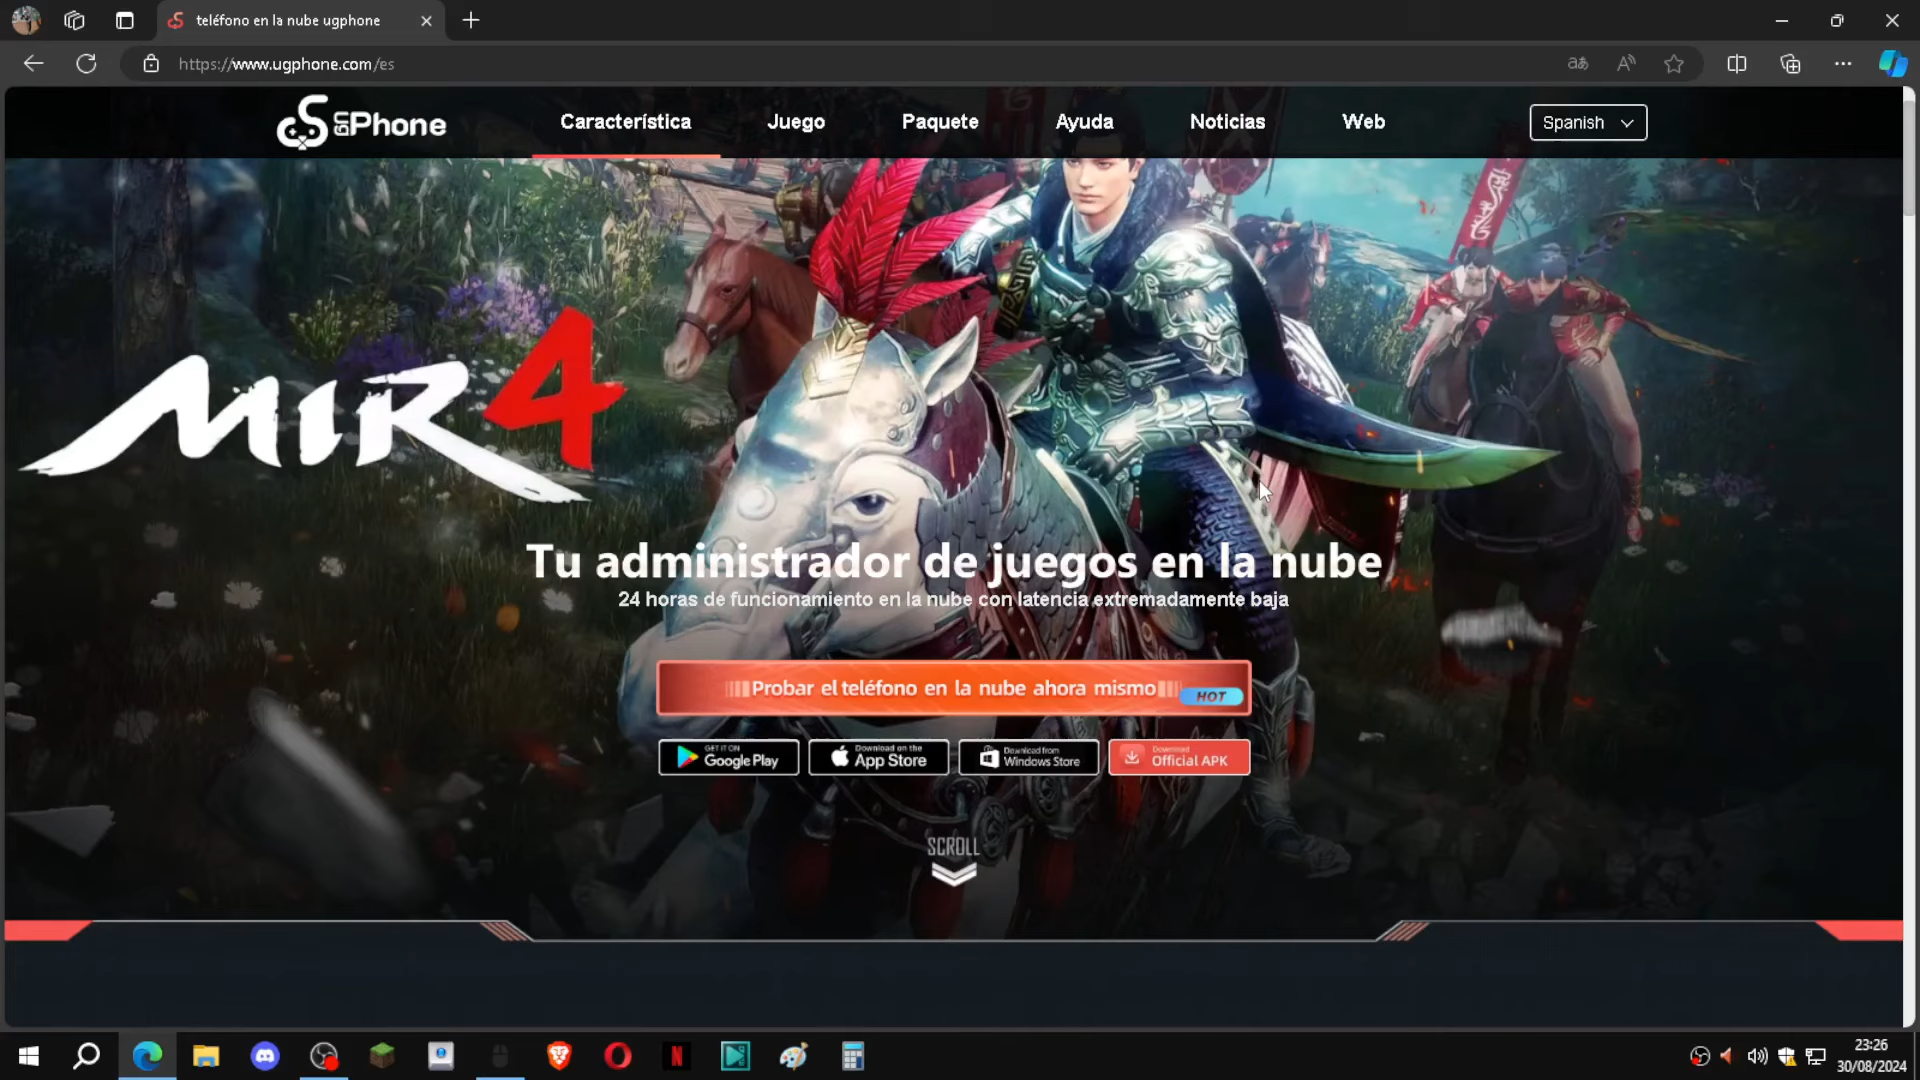 teléfono en la nube ugphone
https://www.ugphone.com/es
UGPhone
Característica
Juego
Paquete
Ayuda
Noticias
Web
Spanish
MIR4
Tu administrador de juegos en la nube
24 horas de funcionamiento en la nube con latencia extremadamente baja
Probar el teléfono en la nube ahora mismo
HOT
GET IT ON
Google Play
Download on the
App Store
Download from
Windows Store
Download
Official APK
SCROLL
23:26
30/08/2024